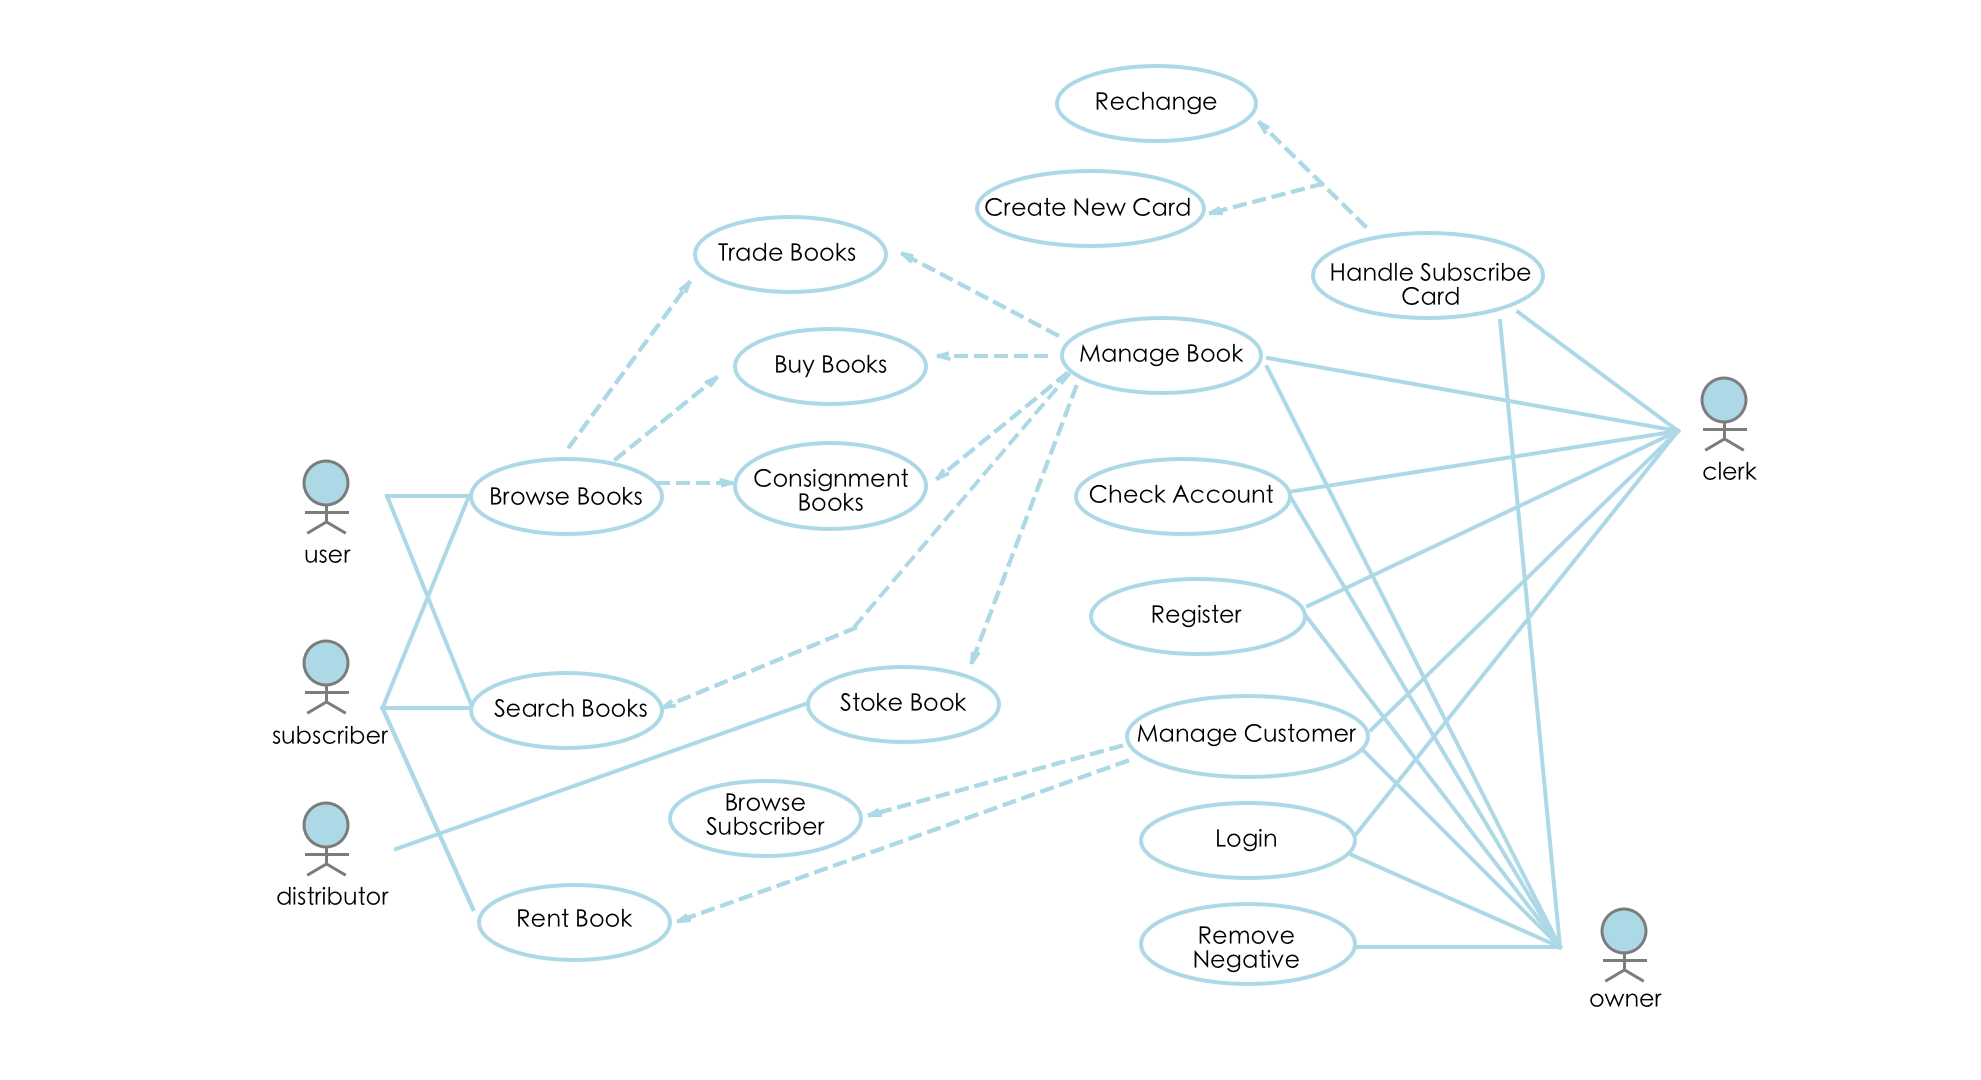 Rechange
Create New Card
Trade Books
Handle Subscribe
Card
Manage Book
Buy Books
Consignment
Books
Browse Books
Check Account
clerk
user
Register
Search Books
Stoke Book
subscriber
Manage Customer
Browse
Subscriber
Login
distributor
Rent Book
Remove
Negative
owner